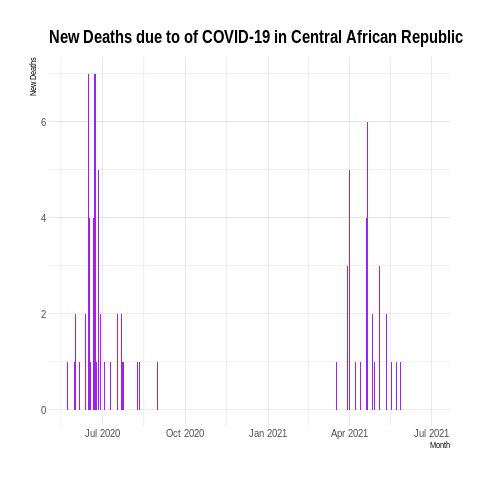 New Deaths due to of COVID-19 in Central African Republic
New Deaths
6
4
2
0
Jul 2020 Oct 2020 Jan 2021 Apr 2021 Jul 2021
Month